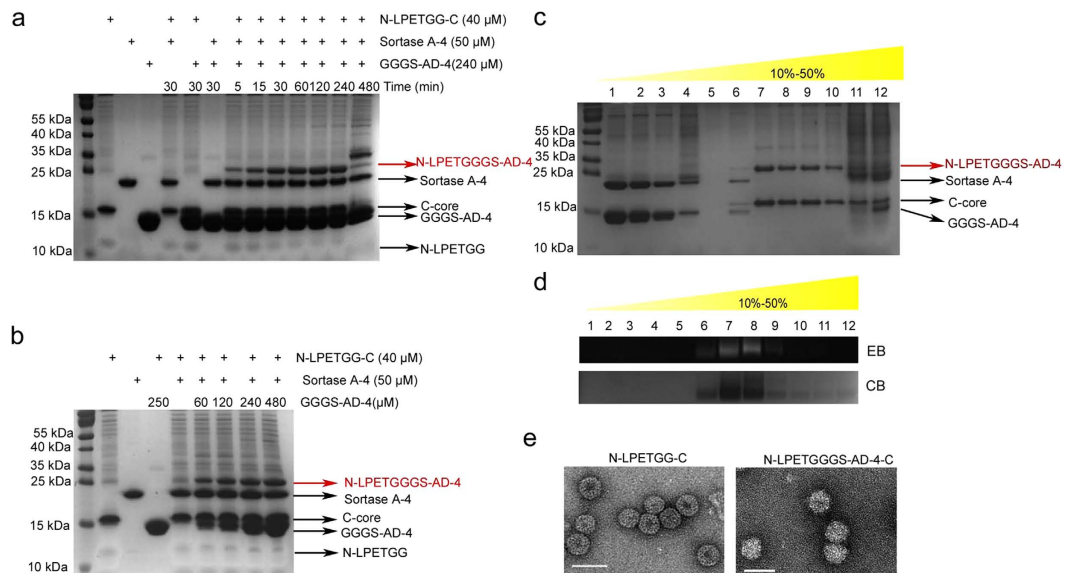 a
+ + + + + + + + + + + N-LPETGG-C (40 µM)
+ + + + + + + + + + Sortase A-4 (50 µM)
+ + + + + + + + + + GGGS-AD-4(240 µM)
30 30 30 5 15 30 60 120 240 480 Time (min)
55 kDa
40 kDa
35 kDa
25 kDa
15 kDa
10 kDa
N-LPETGGGS-AD-4
Sortase A-4
C-core
GGGS-AD-4
N-LPETGG
b
+ + + + + + N-LPETGG-C (40 µM)
+ + + + + + Sortase A-4 (50 µM)
250 60 120 240 480 GGGS-AD-4(µM)
55 kDa
40 kDa
35 kDa
25 kDa
15 kDa
10 kDa
N-LPETGGGS-AD-4
Sortase A-4
C-core
GGGS-AD-4
N-LPETGG
c
10%-50%
1 2 3 4 5 6 7 8 9 10 11 12
55 kDa
40 kDa
35 kDa
25 kDa
15 kDa
10 kDa
N-LPETGGGS-AD-4
Sortase A-4
C-core
GGGS-AD-4
d
10%-50%
1 2 3 4 5 6 7 8 9 10 11 12
EB
CB
e
N-LPETGG-C
N-LPETGGGS-AD-4-C